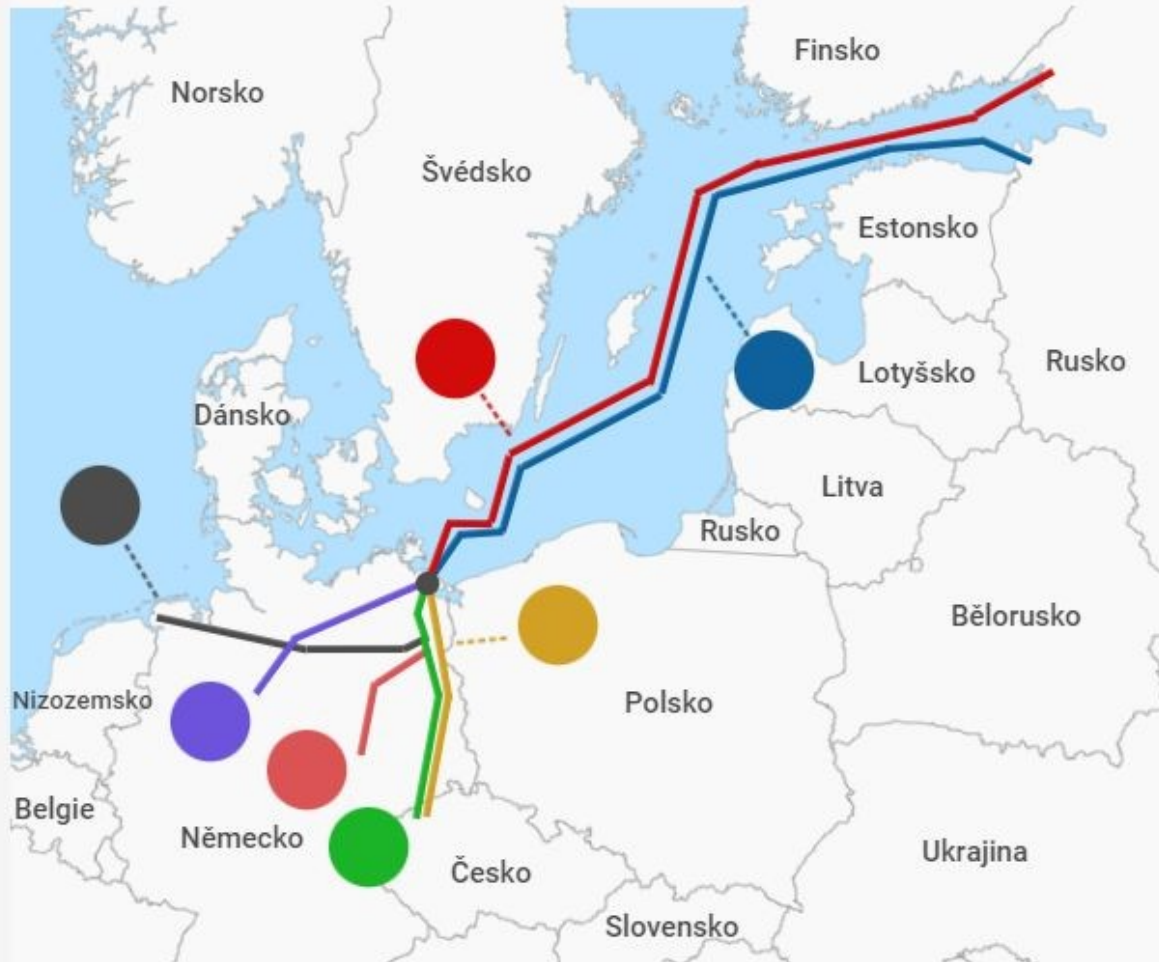 Finsko
Norsko
Švédsko
Estonsko
Rusko
Lotyšsko
Dánsko
Litva
Rusko
Bělorusko
Nizozemsko
Polsko
Belgie
Německo
Ukrajina
Česko
Slovensko